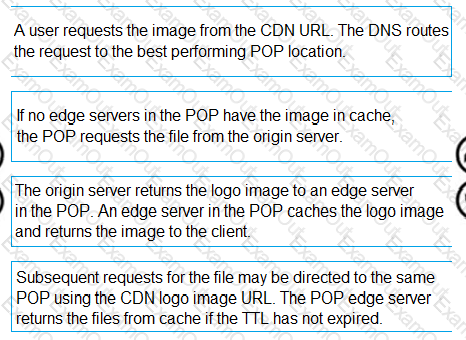 A user requests the image from the CDN URL. The DNS routes
the request to the best performing POP location.
If no edge servers in the POP have the image in cache,
the POP requests the file from the origin server.
The origin server returns the logo image to an edge server
in the POP. An edge server in the POP caches the logo image
and returns the image to the client.
Subsequent requests for the file may be directed to the same
POP using the CDN logo image URL. The POP edge server
returns the files from cache if the TTL has not expired.